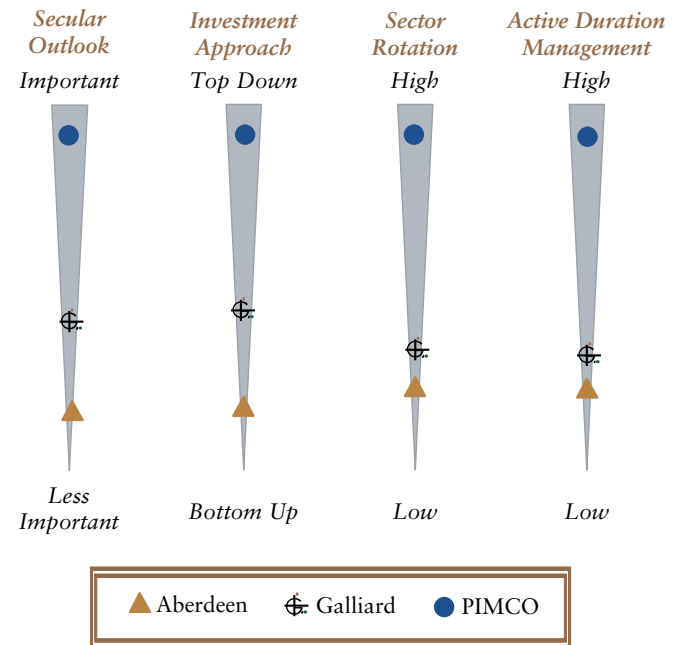 Secular
Outlook
Investment
Approach
Sector
Rotation
Active Duration
Management
Important
Top Down
High
High
Less
Important
Bottom Up
Low
Low
Aberdeen
Galliard
PIMCO